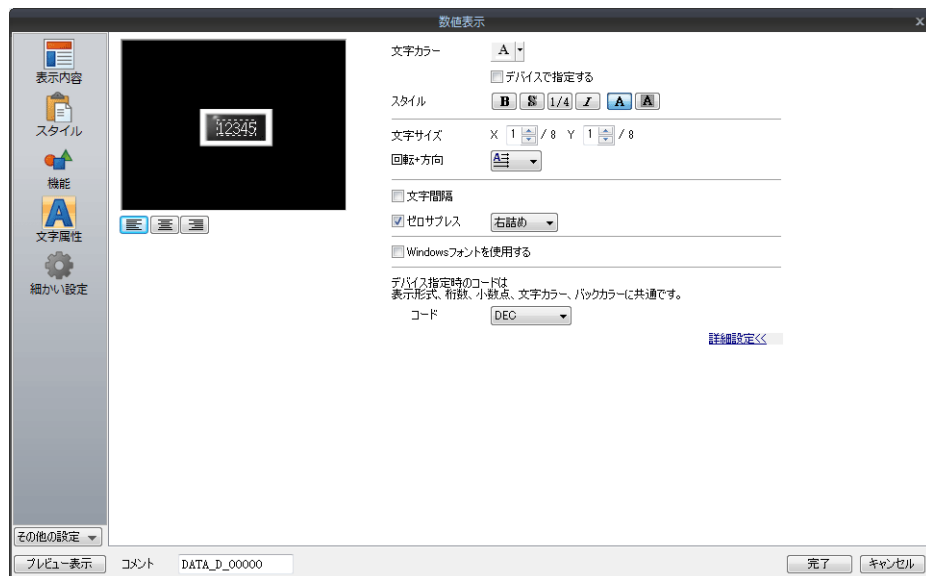 数値表示
X
表示内容
スタイル
機能
文字属性
細かい設定
その他の設定
12345
文字カラー
A
デバイスで指定する
スタイル
B S 1/4 I A A
文字サイズ X 1 / 8 Y 1 / 8
回転+方向
A
文字間隔
ゼロサプレス 右詰め
Windowsフォントを使用する
デバイス指定時のコードは
表示形式、桁数、小数点、文字カラー、バックカラーに共通です。
コード DEC
詳細設定<<
プレビュー表示 コメント DATA_D_00000 完了 キャンセル